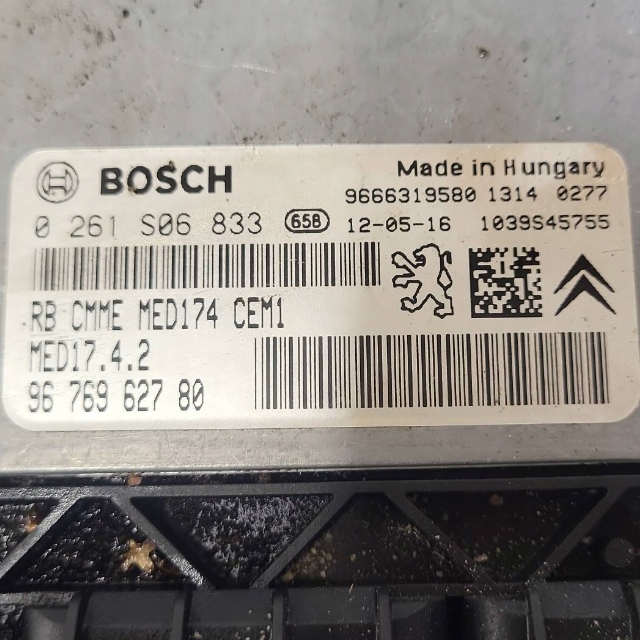 BOSCH
Made in Hungary
9666319580 1314 0277
0 261 S06 833 658 12-05-16 1039S45755
RB CMME MED174 CEM1
MED17.4.2
96 769 627 80